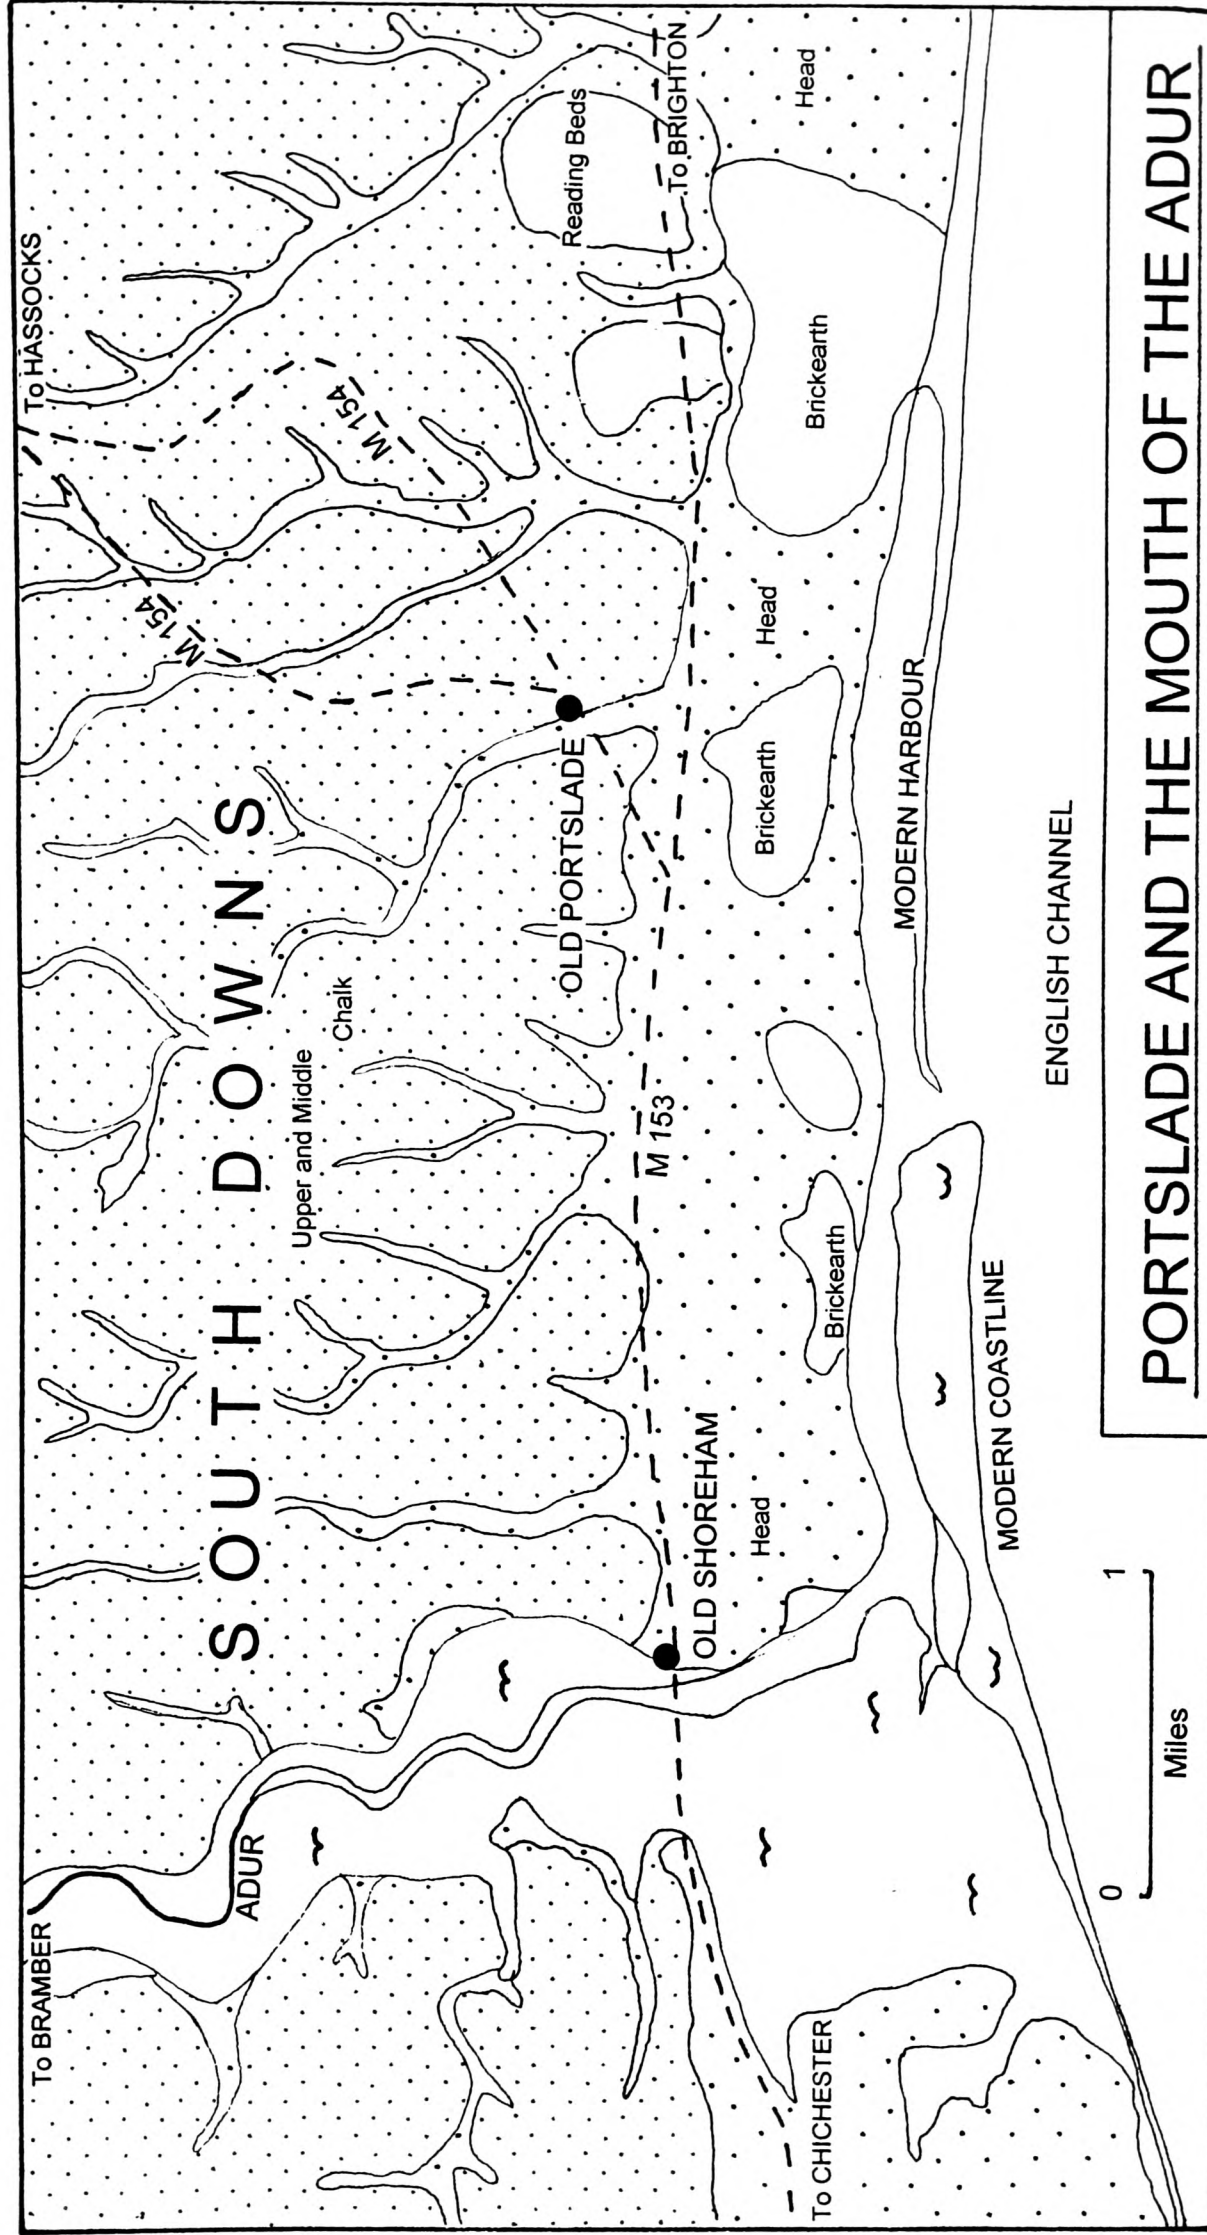 To BRAMBER
To HASSOCKS
ADUR
SOUTH DOWNS
M 154
M 154
Upper and Middle
Chalk
Reading Beds
To BRIGHTON
OLD PORTSLADE
M 153
OLD SHOREHAM
To CHICHESTER
Head
Head
Head
Brickearth
Brickearth
Brickearth
MODERN HARBOUR
MODERN COASTLINE
ENGLISH CHANNEL
0 1
Miles
PORTSLADE AND THE MOUTH OF THE ADUR